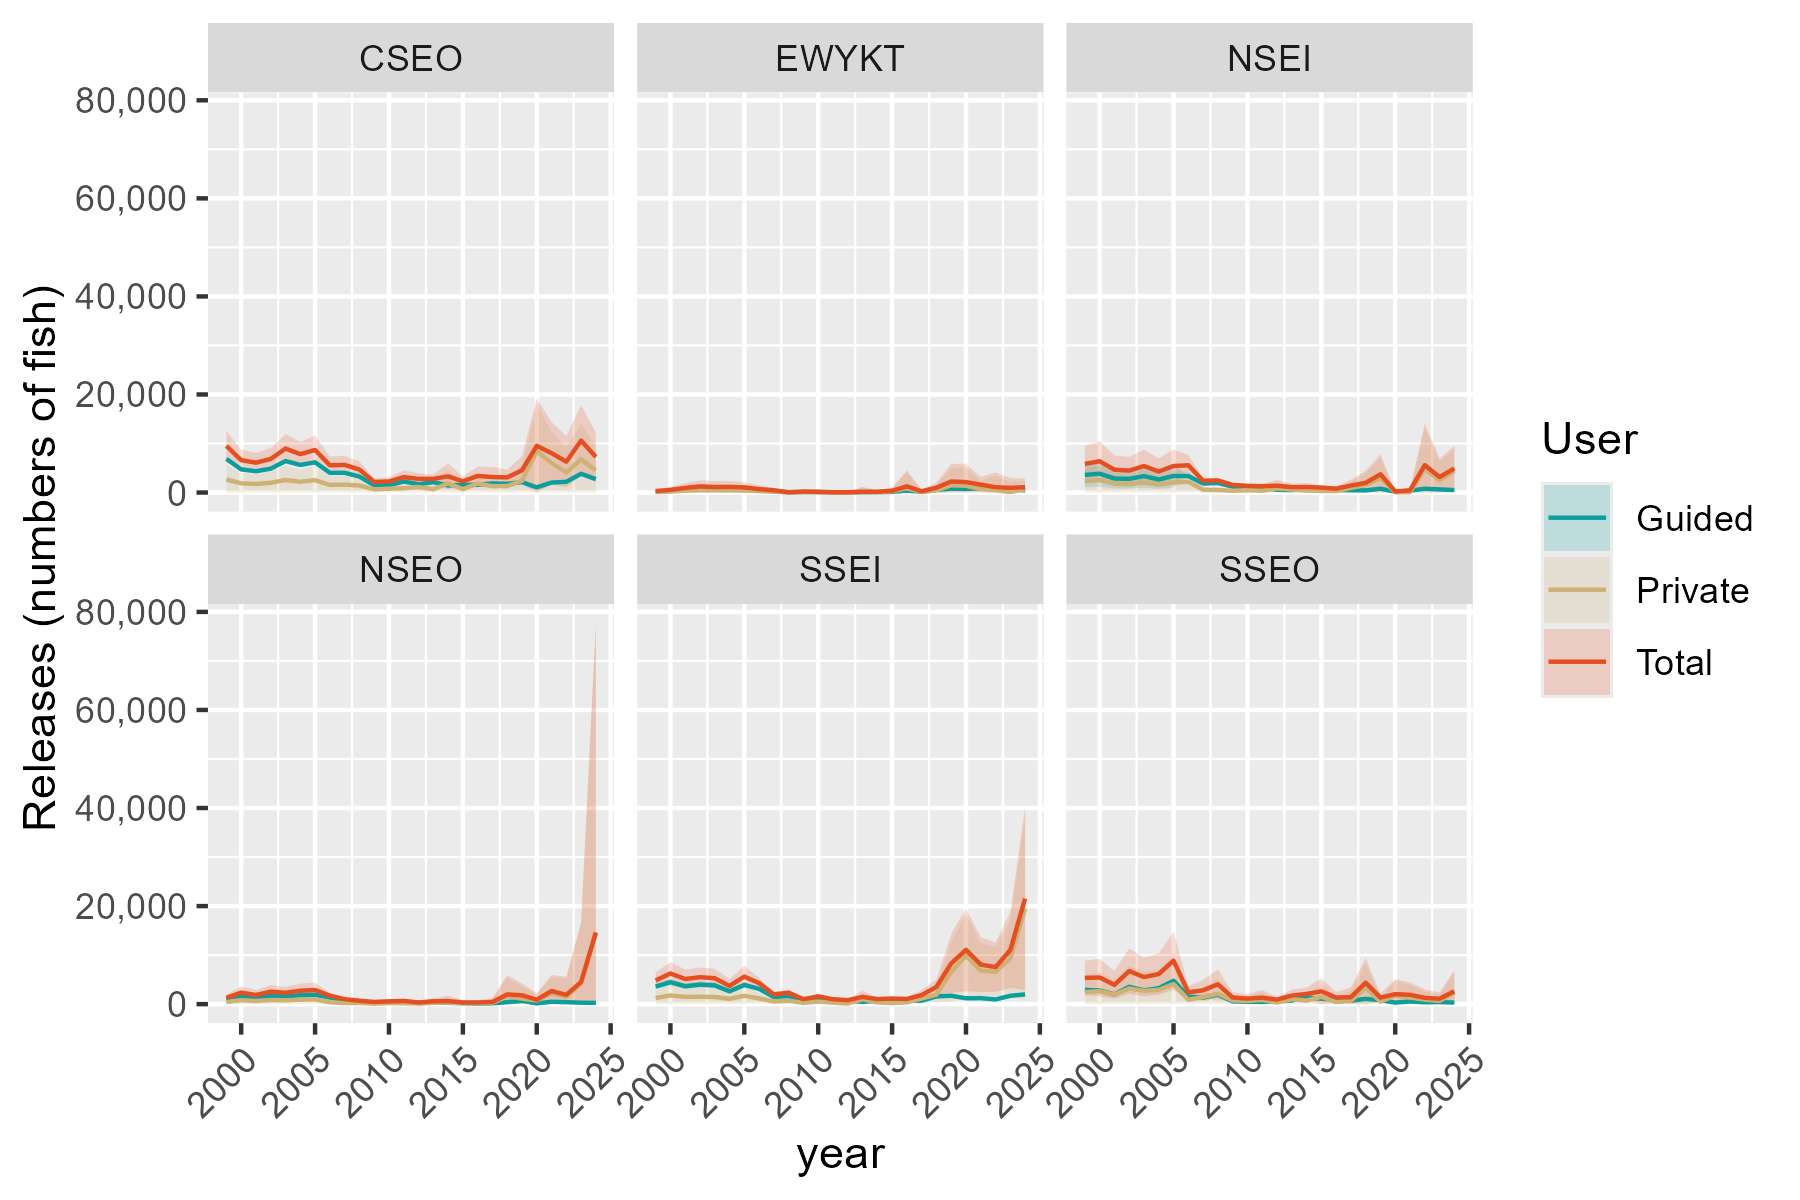 CSEO EWYKT NSEI
80,000
60,000
40,000
20,000
0
NSEO SSEI SSEO
80,000
60,000
40,000
20,000
0
2000 2005 2010 2015 2020 2025 2000 2005 2010 2015 2020 2025 2000 2005 2010 2015 2020 2025
year
Releases (numbers of fish)
User
Guided
Private
Total